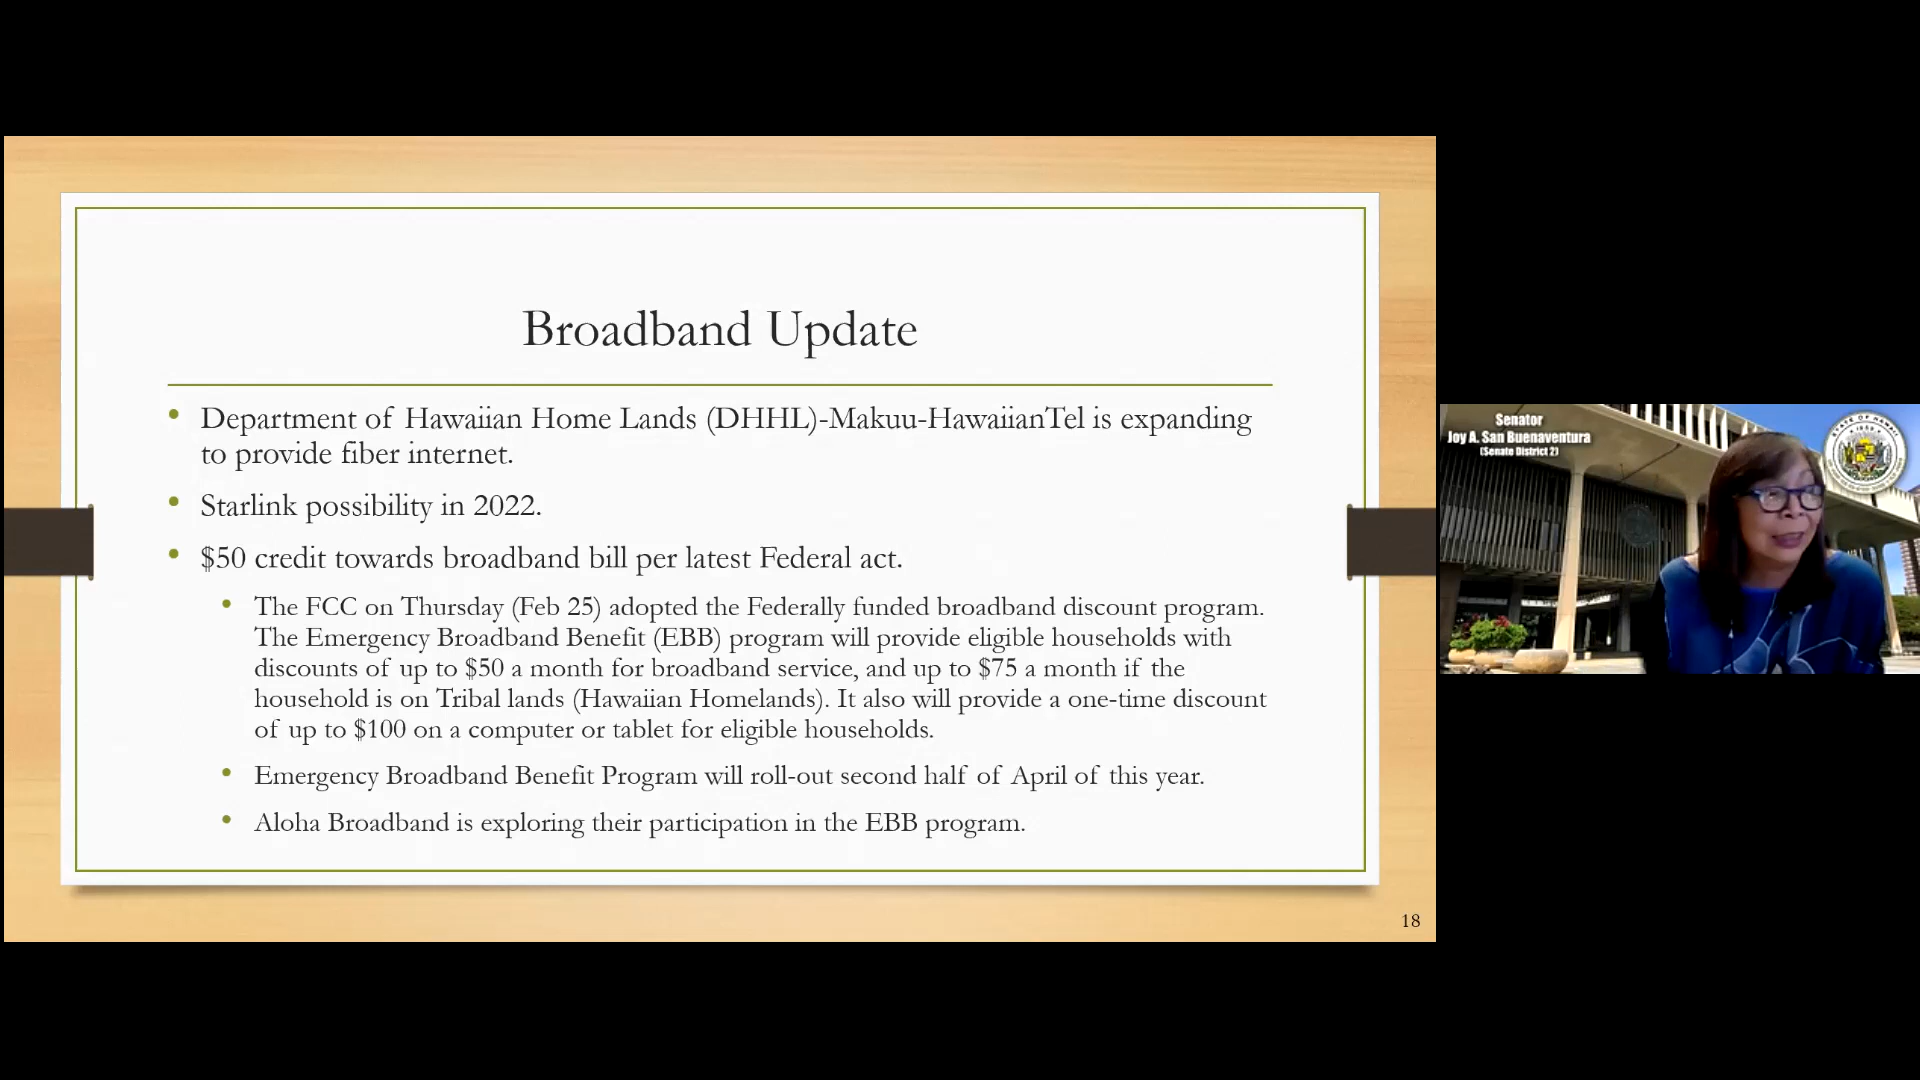 Broadband Update
• Department of Hawaiian Home Lands (DHHL)-Makuu-HawaiianTel is expanding
to provide fiber internet.
• Starlink possibility in 2022.
• $50 credit towards broadband bill per latest Federal act.
• The FCC on Thursday (Feb 25) adopted the Federally funded broadband discount program.
The Emergency Broadband Benefit (EBB) program will provide eligible households with
discounts of up to $50 a month for broadband service, and up to $75 a month if the
household is on Tribal lands (Hawaiian Homelands). It also will provide a one-time discount
of up to $100 on a computer or tablet for eligible households.
• Emergency Broadband Benefit Program will roll-out second half of April of this year.
• Aloha Broadband is exploring their participation in the EBB program.
18
Senator
Joy A. San Buenaventura
(Senate District 2)
STATE OF HAWAII
1959